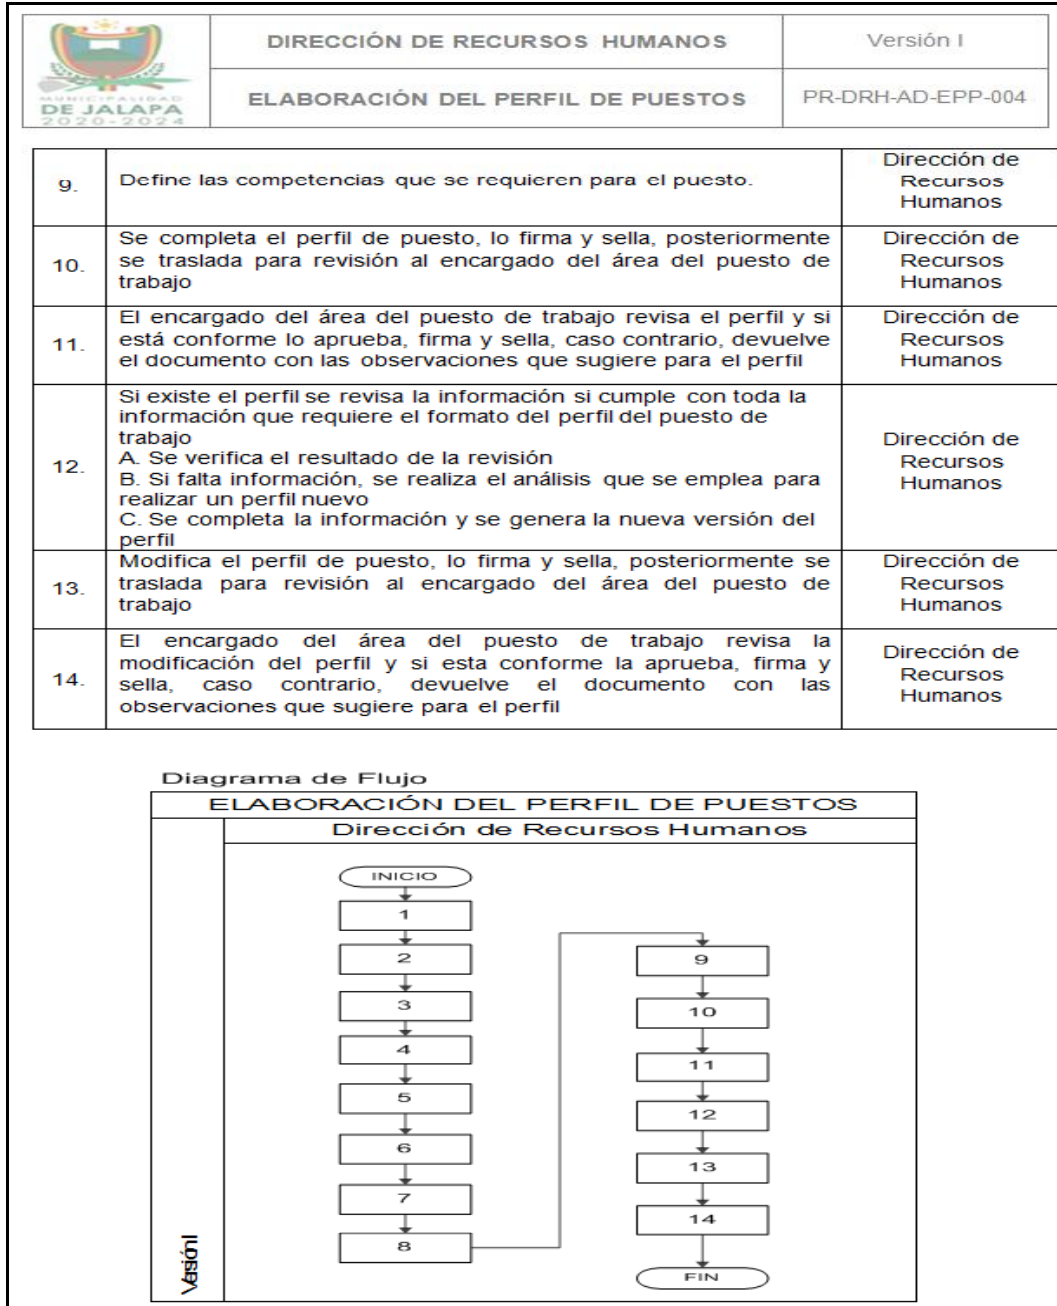 MUNICIPALIDAD
DE JALAPA
2020-2024
DIRECCIÓN DE RECURSOS HUMANOS
Versión I
ELABORACIÓN DEL PERFIL DE PUESTOS
PR-DRH-AD-EPP-004
9.
Define las competencias que se requieren para el puesto.
Dirección de
Recursos
Humanos
10.
Se completa el perfil de puesto, lo firma y sella, posteriormente
se traslada para revisión al encargado del área del puesto de
trabajo
Dirección de
Recursos
Humanos
11.
El encargado del área del puesto de trabajo revisa el perfil y si
está conforme lo aprueba, firma y sella, caso contrario, devuelve
el documento con las observaciones que sugiere para el perfil
Dirección de
Recursos
Humanos
12.
Si existe el perfil se revisa la información si cumple con toda la
información que requiere el formato del perfil del puesto de
trabajo
A. Se verifica el resultado de la revisión
B. Si falta información, se realiza el análisis que se emplea para
realizar un perfil nuevo
C. Se completa la información y se genera la nueva versión del
perfil
Dirección de
Recursos
Humanos
13.
Modifica el perfil de puesto, lo firma y sella, posteriormente se
traslada para revisión al encargado del área del puesto de
trabajo
Dirección de
Recursos
Humanos
14.
El encargado del área del puesto de trabajo revisa la
modificación del perfil y si esta conforme la aprueba, firma y
sella, caso contrario, devuelve el documento con las
observaciones que sugiere para el perfil
Dirección de
Recursos
Humanos
Diagrama de Flujo
ELABORACIÓN DEL PERFIL DE PUESTOS
Dirección de Recursos Humanos
Versión I
INICIO
1
2
3
4
5
6
7
8
9
10
11
12
13
14
FIN